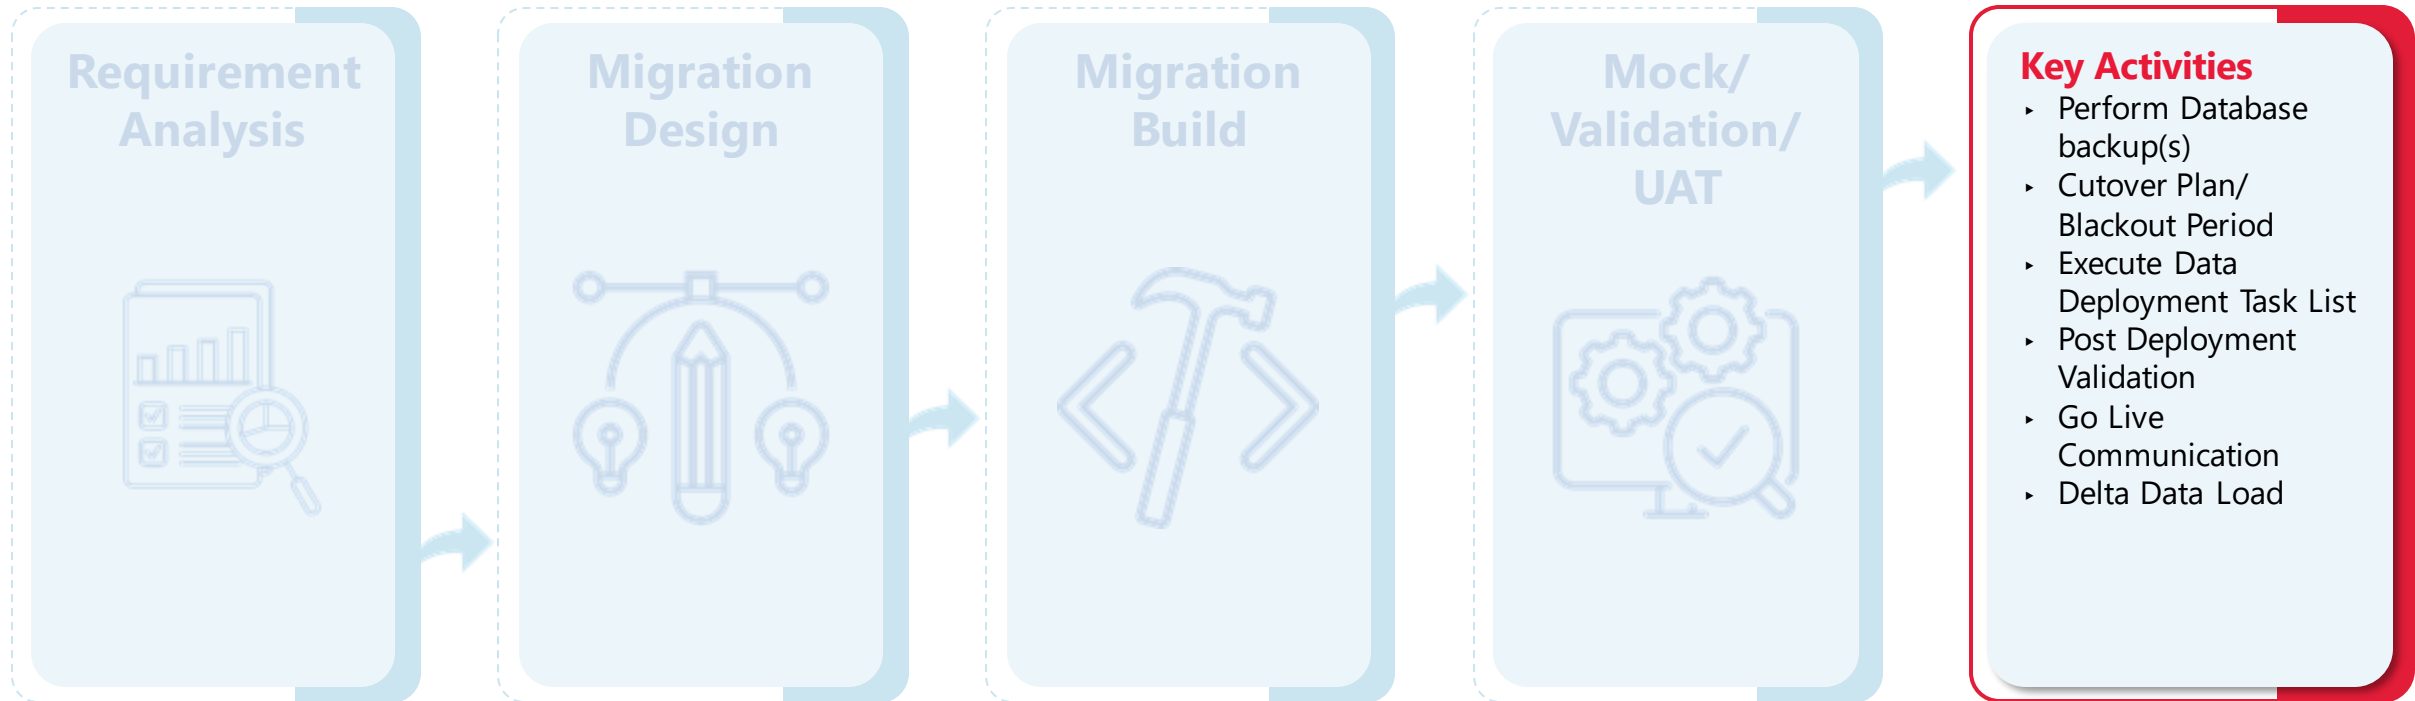 Requirement
Analysis
Migration
Design
Migration
Build
Mock/
Validation/
UAT
Key Activities
‣ Perform Database
backup(s)
‣ Cutover Plan/
Blackout Period
‣ Execute Data
Deployment Task List
‣ Post Deployment
Validation
‣ Go Live
Communication
‣ Delta Data Load